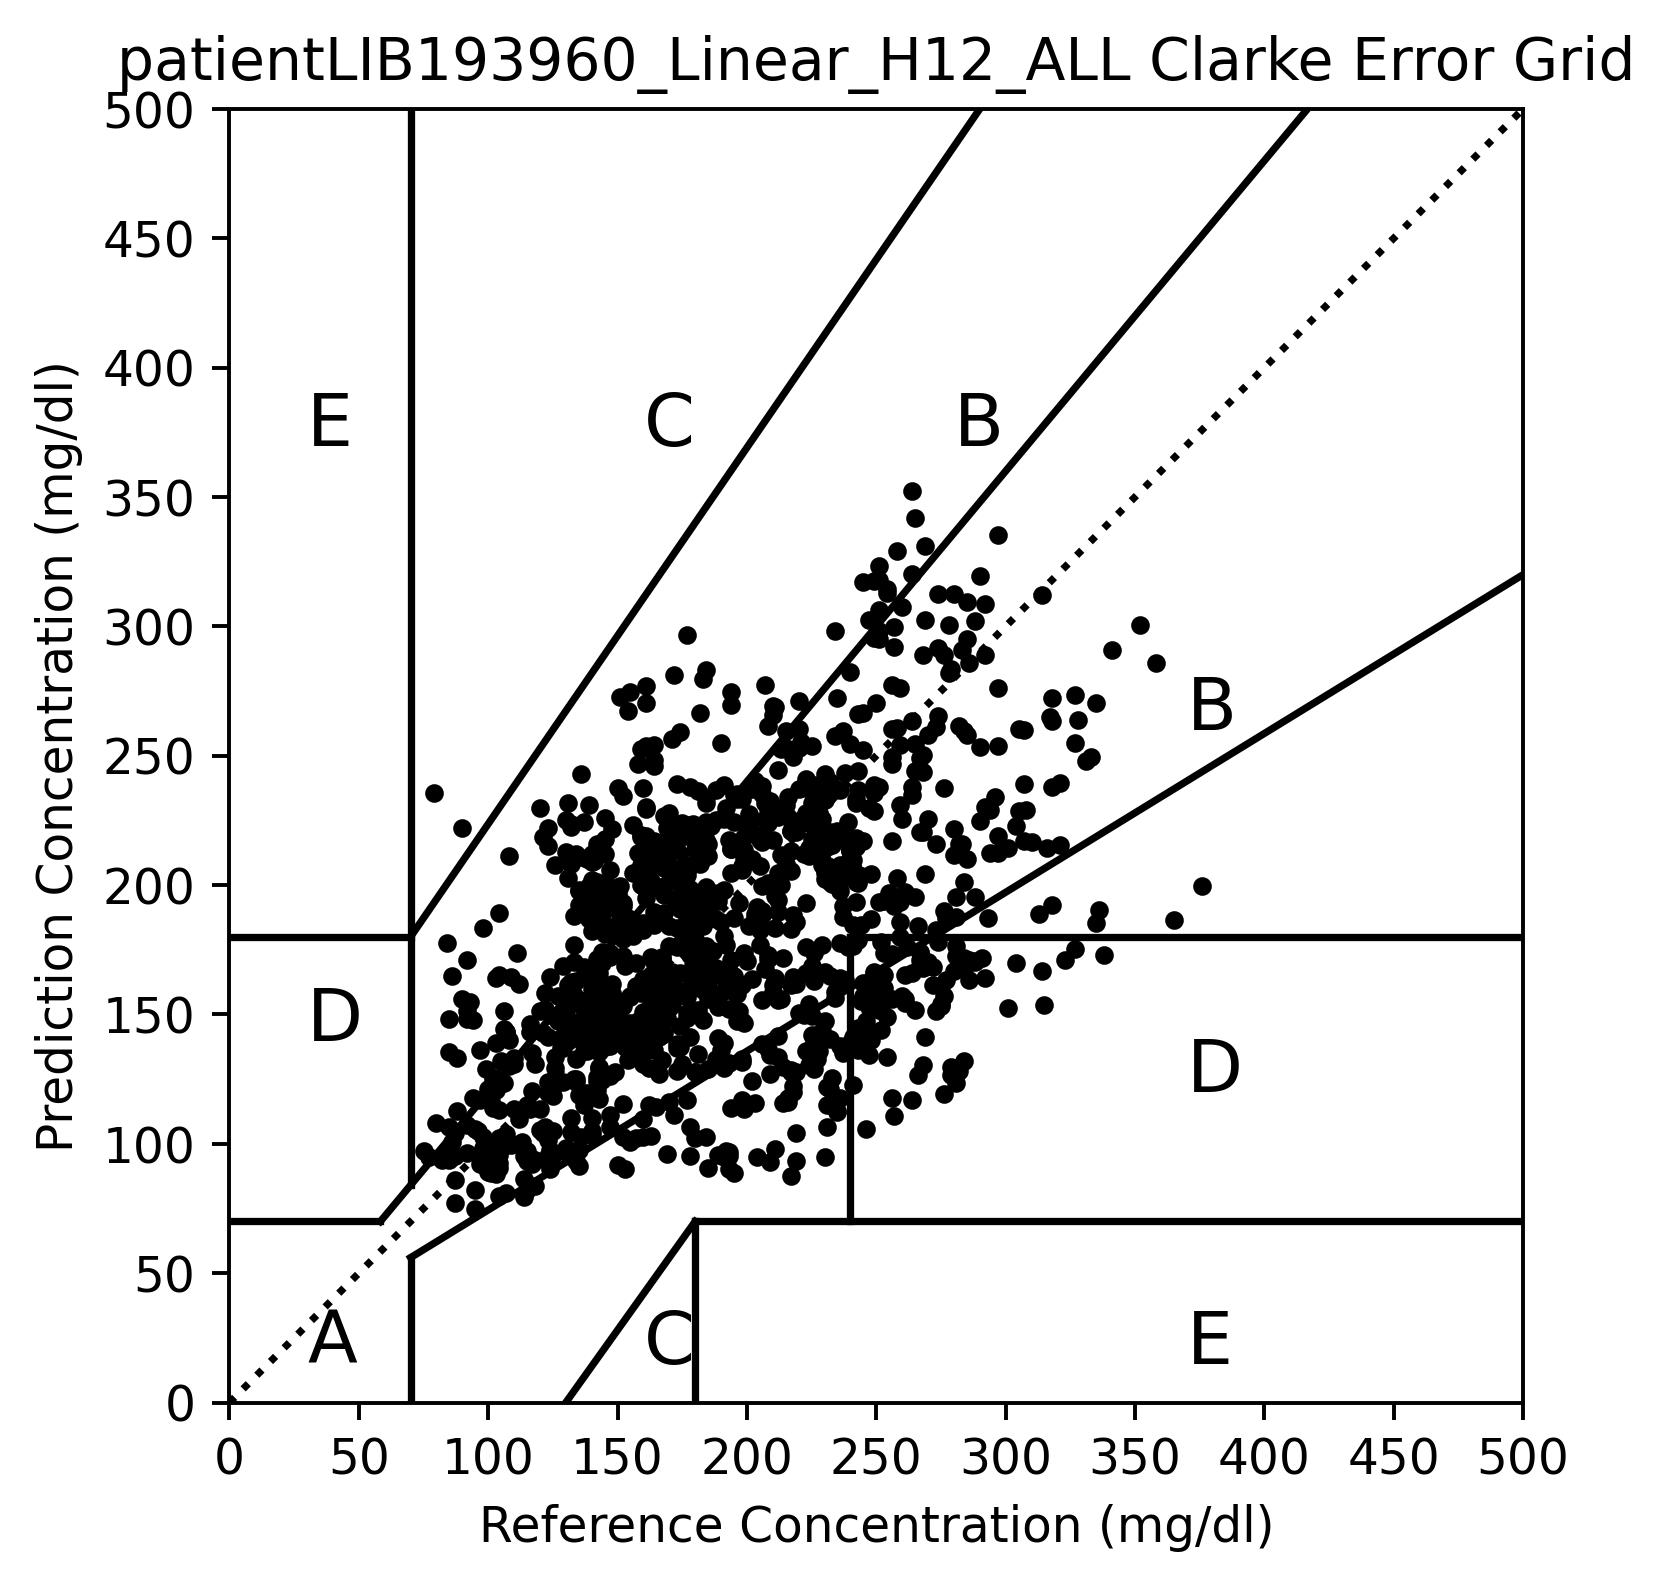 patientLIB193960_Linear_H12_ALL Clarke Error Grid
500
450
400
350
300
250
200
150
100
50
0
Prediction Concentration (mg/dl)
E
C
B
B
D
D
A
C
E
0 50 100 150 200 250 300 350 400 450 500
Reference Concentration (mg/dl)